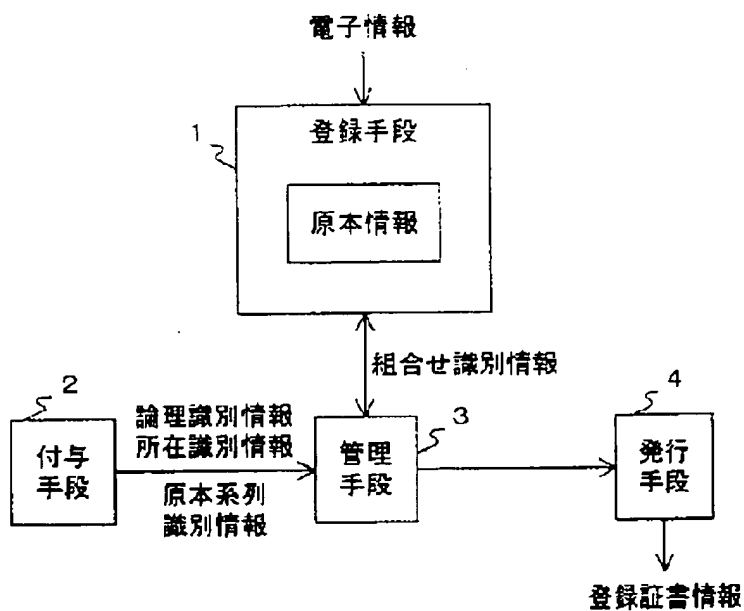 電子情報
1
登録手段
原本情報
組合せ識別情報
2
付与
手段
論理識別情報
所在識別情報
原本系列
識別情報
3
管理
手段
4
発行
手段
登録証書情報